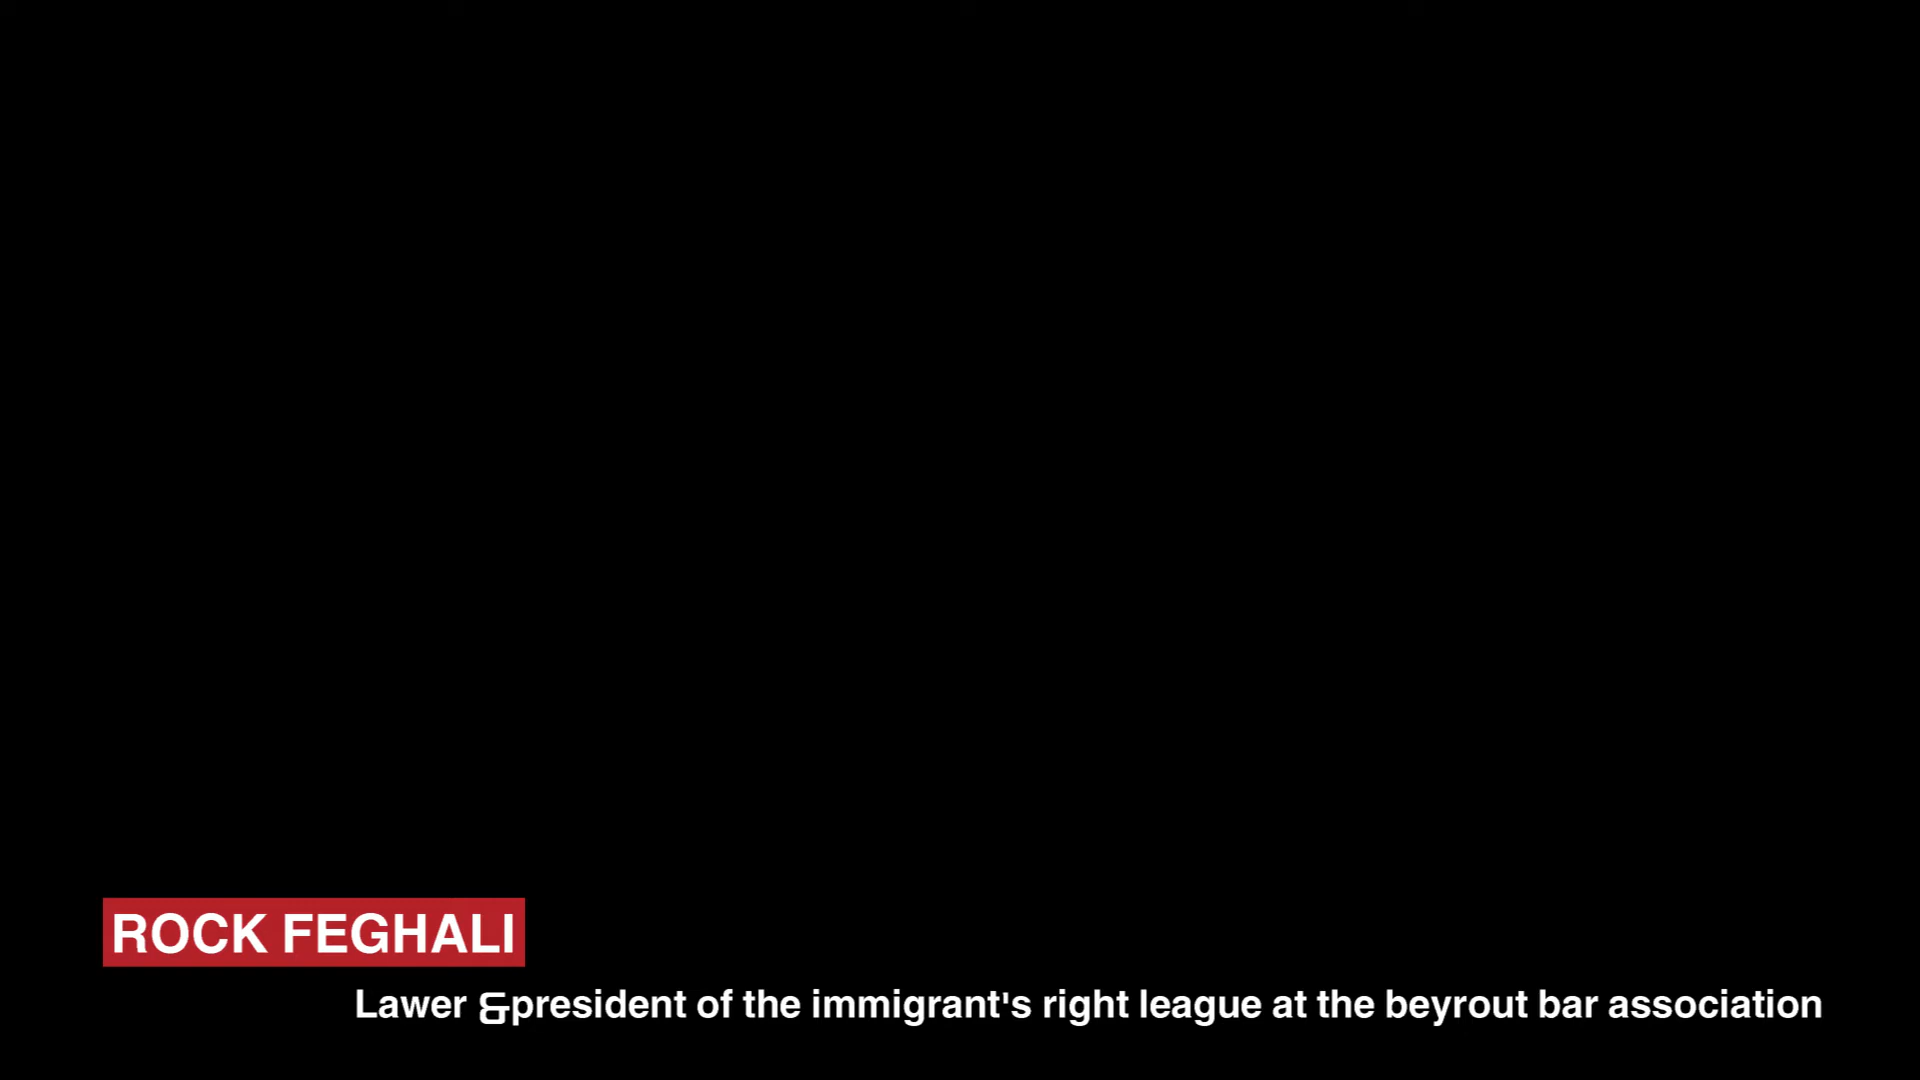 ROCK FEGHALI
Lawer &president of the immigrant's right league at the beyrout bar association